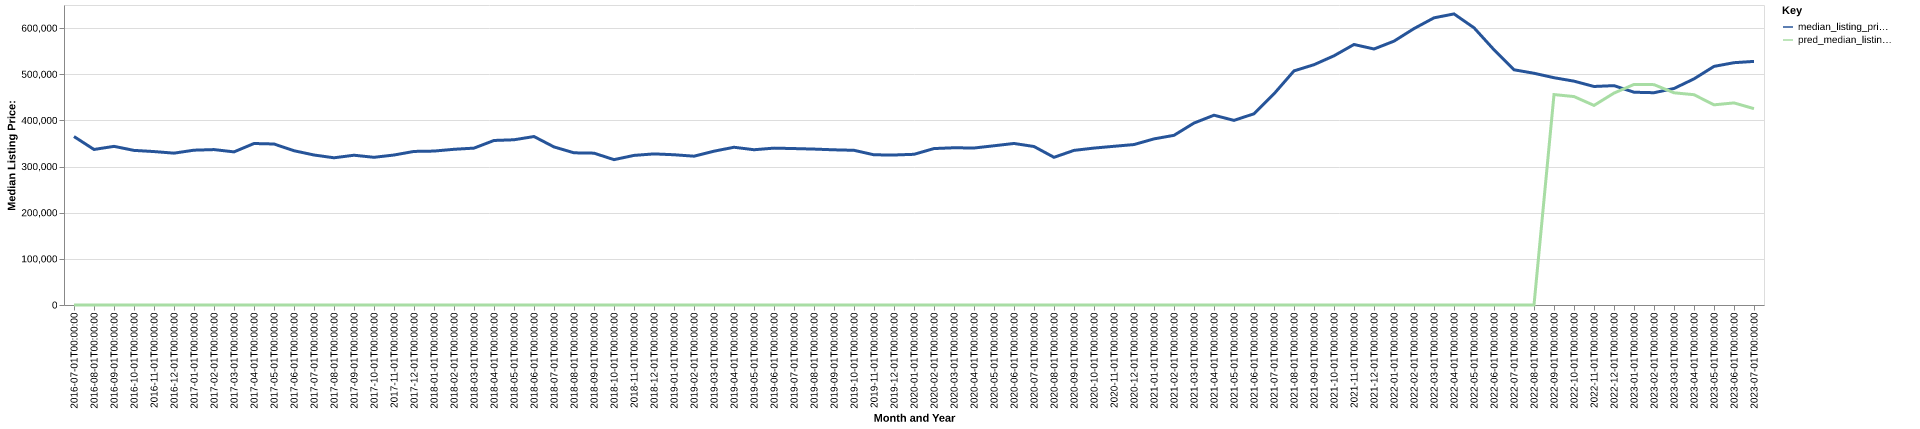 Key
median_listing_pri…
pred_median_listin…
Median Listing Price:
600,000
500,000
400,000
300,000
200,000
100,000
0
2016-07-01T00:00:00
2016-08-01T00:00:00
2016-09-01T00:00:00
2016-10-01T00:00:00
2016-11-01T00:00:00
2016-12-01T00:00:00
2017-01-01T00:00:00
2017-02-01T00:00:00
2017-03-01T00:00:00
2017-04-01T00:00:00
2017-05-01T00:00:00
2017-06-01T00:00:00
2017-07-01T00:00:00
2017-08-01T00:00:00
2017-09-01T00:00:00
2017-10-01T00:00:00
2017-11-01T00:00:00
2017-12-01T00:00:00
2018-01-01T00:00:00
2018-02-01T00:00:00
2018-03-01T00:00:00
2018-04-01T00:00:00
2018-05-01T00:00:00
2018-06-01T00:00:00
2018-07-01T00:00:00
2018-08-01T00:00:00
2018-09-01T00:00:00
2018-10-01T00:00:00
2018-11-01T00:00:00
2018-12-01T00:00:00
2019-01-01T00:00:00
2019-02-01T00:00:00
2019-03-01T00:00:00
2019-04-01T00:00:00
2019-05-01T00:00:00
2019-06-01T00:00:00
2019-07-01T00:00:00
2019-08-01T00:00:00
2019-09-01T00:00:00
2019-10-01T00:00:00
2019-11-01T00:00:00
2019-12-01T00:00:00
2020-01-01T00:00:00
2020-02-01T00:00:00
2020-03-01T00:00:00
2020-04-01T00:00:00
2020-05-01T00:00:00
2020-06-01T00:00:00
2020-07-01T00:00:00
2020-08-01T00:00:00
2020-09-01T00:00:00
2020-10-01T00:00:00
2020-11-01T00:00:00
2020-12-01T00:00:00
2021-01-01T00:00:00
2021-02-01T00:00:00
2021-03-01T00:00:00
2021-04-01T00:00:00
2021-05-01T00:00:00
2021-06-01T00:00:00
2021-07-01T00:00:00
2021-08-01T00:00:00
2021-09-01T00:00:00
2021-10-01T00:00:00
2021-11-01T00:00:00
2021-12-01T00:00:00
2022-01-01T00:00:00
2022-02-01T00:00:00
2022-03-01T00:00:00
2022-04-01T00:00:00
2022-05-01T00:00:00
2022-06-01T00:00:00
2022-07-01T00:00:00
2022-08-01T00:00:00
2022-09-01T00:00:00
2022-10-01T00:00:00
2022-11-01T00:00:00
2022-12-01T00:00:00
2023-01-01T00:00:00
2023-02-01T00:00:00
2023-03-01T00:00:00
2023-04-01T00:00:00
2023-05-01T00:00:00
2023-06-01T00:00:00
2023-07-01T00:00:00
Month and Year